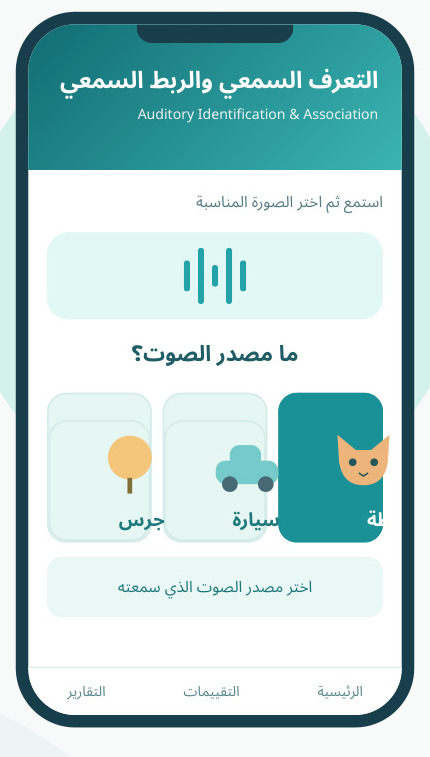 التعرف السمعي والربط السمعي
Auditory Identification & Association
استمع ثم اختر الصورة المناسبة
ما مصدر الصوت؟
سيارة
جرس
اختر مصدر الصوت الذي سمعته
الرئيسية
التقييمات
التقارير